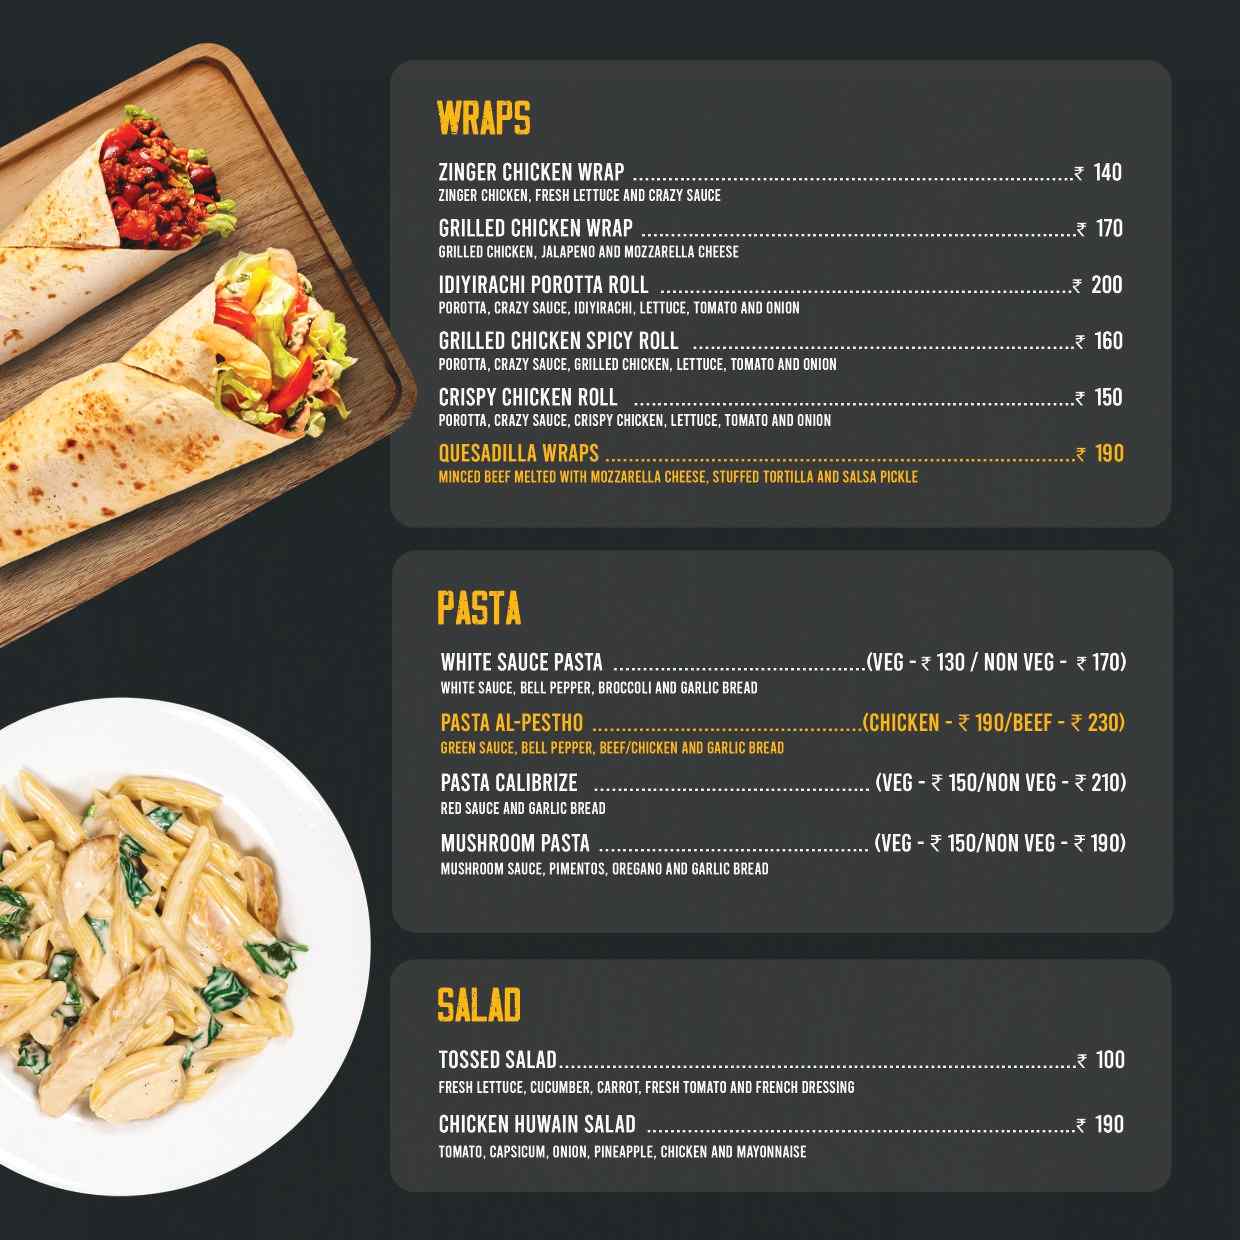 WRAPS
ZINGER CHICKEN WRAP ........................................................................₹ 140
ZINGER CHICKEN, FRESH LETTUCE AND CRAZY SAUCE
GRILLED CHICKEN WRAP ........................................................................₹ 170
GRILLED CHICKEN, JALAPENO AND MOZZARELLA CHEESE
IDIYIRACHI POROTTA ROLL ....................................................................₹ 200
POROTTA, CRAZY SAUCE, IDIYIRACHI, LETTUCE, TOMATO AND ONION
GRILLED CHICKEN SPICY ROLL ...............................................................₹ 160
POROTTA, CRAZY SAUCE, GRILLED CHICKEN, LETTUCE, TOMATO AND ONION
CRISPY CHICKEN ROLL ........................................................................₹ 150
POROTTA, CRAZY SAUCE, CRISPY CHICKEN, LETTUCE, TOMATO AND ONION
QUESADILLA WRAPS .............................................................................₹ 190
MINCED BEEF MELTED WITH MOZZARELLA CHEESE, STUFFED TORTILLA AND SALSA PICKLE
PASTA
WHITE SAUCE PASTA .........................................(VEG - ₹ 130 / NON VEG - ₹ 170)
WHITE SAUCE, BELL PEPPER, BROCCOLI AND GARLIC BREAD
PASTA AL-PESTHO ............................................(CHICKEN - ₹ 190/BEEF - ₹ 230)
GREEN SAUCE, BELL PEPPER, BEEF/CHICKEN AND GARLIC BREAD
PASTA CALIBRIZE ............................................. (VEG - ₹ 150/NON VEG - ₹ 210)
RED SAUCE AND GARLIC BREAD
MUSHROOM PASTA ............................................ (VEG - ₹ 150/NON VEG - ₹ 190)
MUSHROOM SAUCE, PIMENTOS, OREGANO AND GARLIC BREAD
SALAD
TOSSED SALAD.....................................................................................₹ 100
FRESH LETTUCE, CUCUMBER, CARROT, FRESH TOMATO AND FRENCH DRESSING
CHICKEN HUWAIN SALAD .......................................................................₹ 190
TOMATO, CAPSICUM, ONION, PINEAPPLE, CHICKEN AND MAYONNAISE